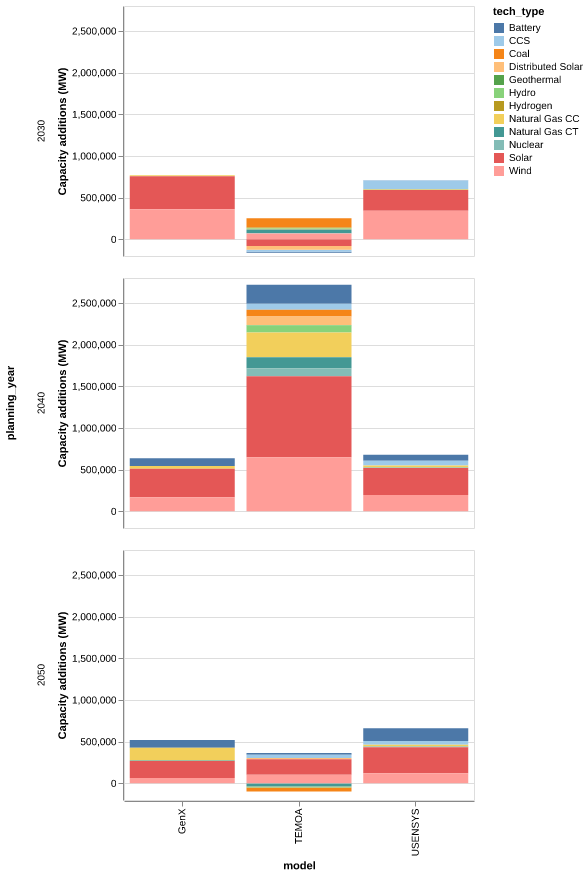 tech_type
Battery
CCS
Coal
Distributed Solar
Geothermal
Hydro
Hydrogen
Natural Gas CC
Natural Gas CT
Nuclear
Solar
Wind
planning_year
2030
Capacity additions (MW)
2,500,000
2,000,000
1,500,000
1,000,000
500,000
0
2040
Capacity additions (MW)
2,500,000
2,000,000
1,500,000
1,000,000
500,000
0
2050
Capacity additions (MW)
2,500,000
2,000,000
1,500,000
1,000,000
500,000
0
GenX
TEMOA
USENSYS
model